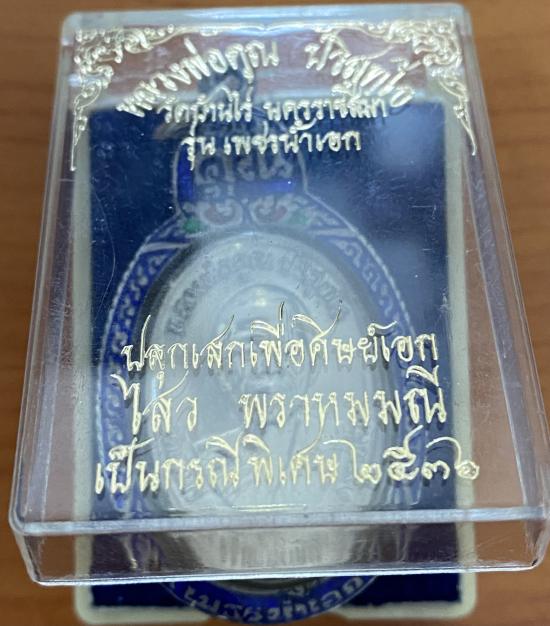 หลวงพ่อคูณ ปริสุทโธ
วัดบ้านไร่ นครราชสีมา
รุ่น เพชรน้ำเอก
ปลุกเสกเพื่อศิษย์เอก
ไสว พราหมมณี
เป็นกรณีพิเศษ ๒๕๓๖